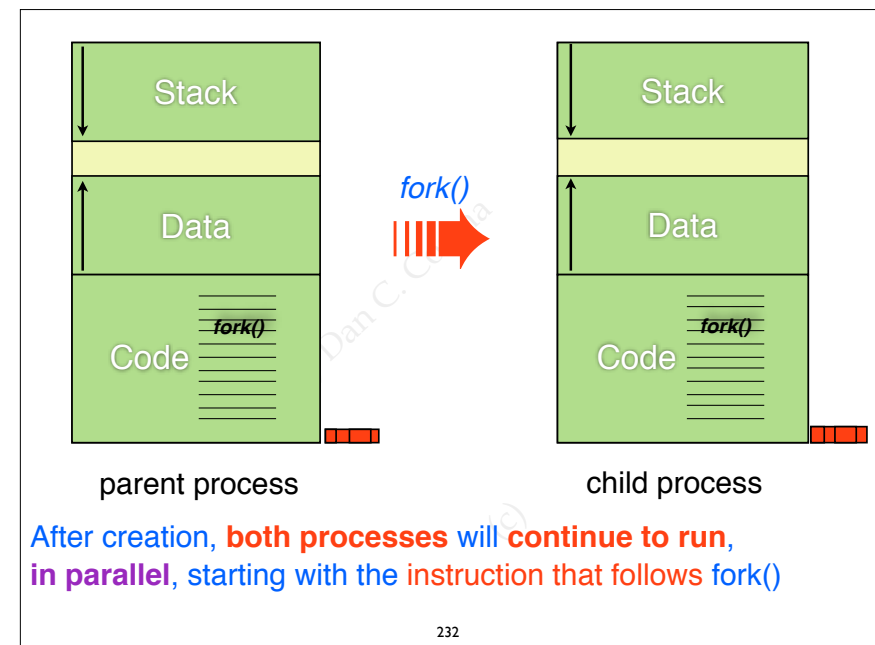 Stack
Stack
fork()
Data
Data
fork()
fork()
Code
Code
parent process
child process
After creation, both processes will continue to run,
in parallel, starting with the instruction that follows fork()
(c)
Dan C.
232